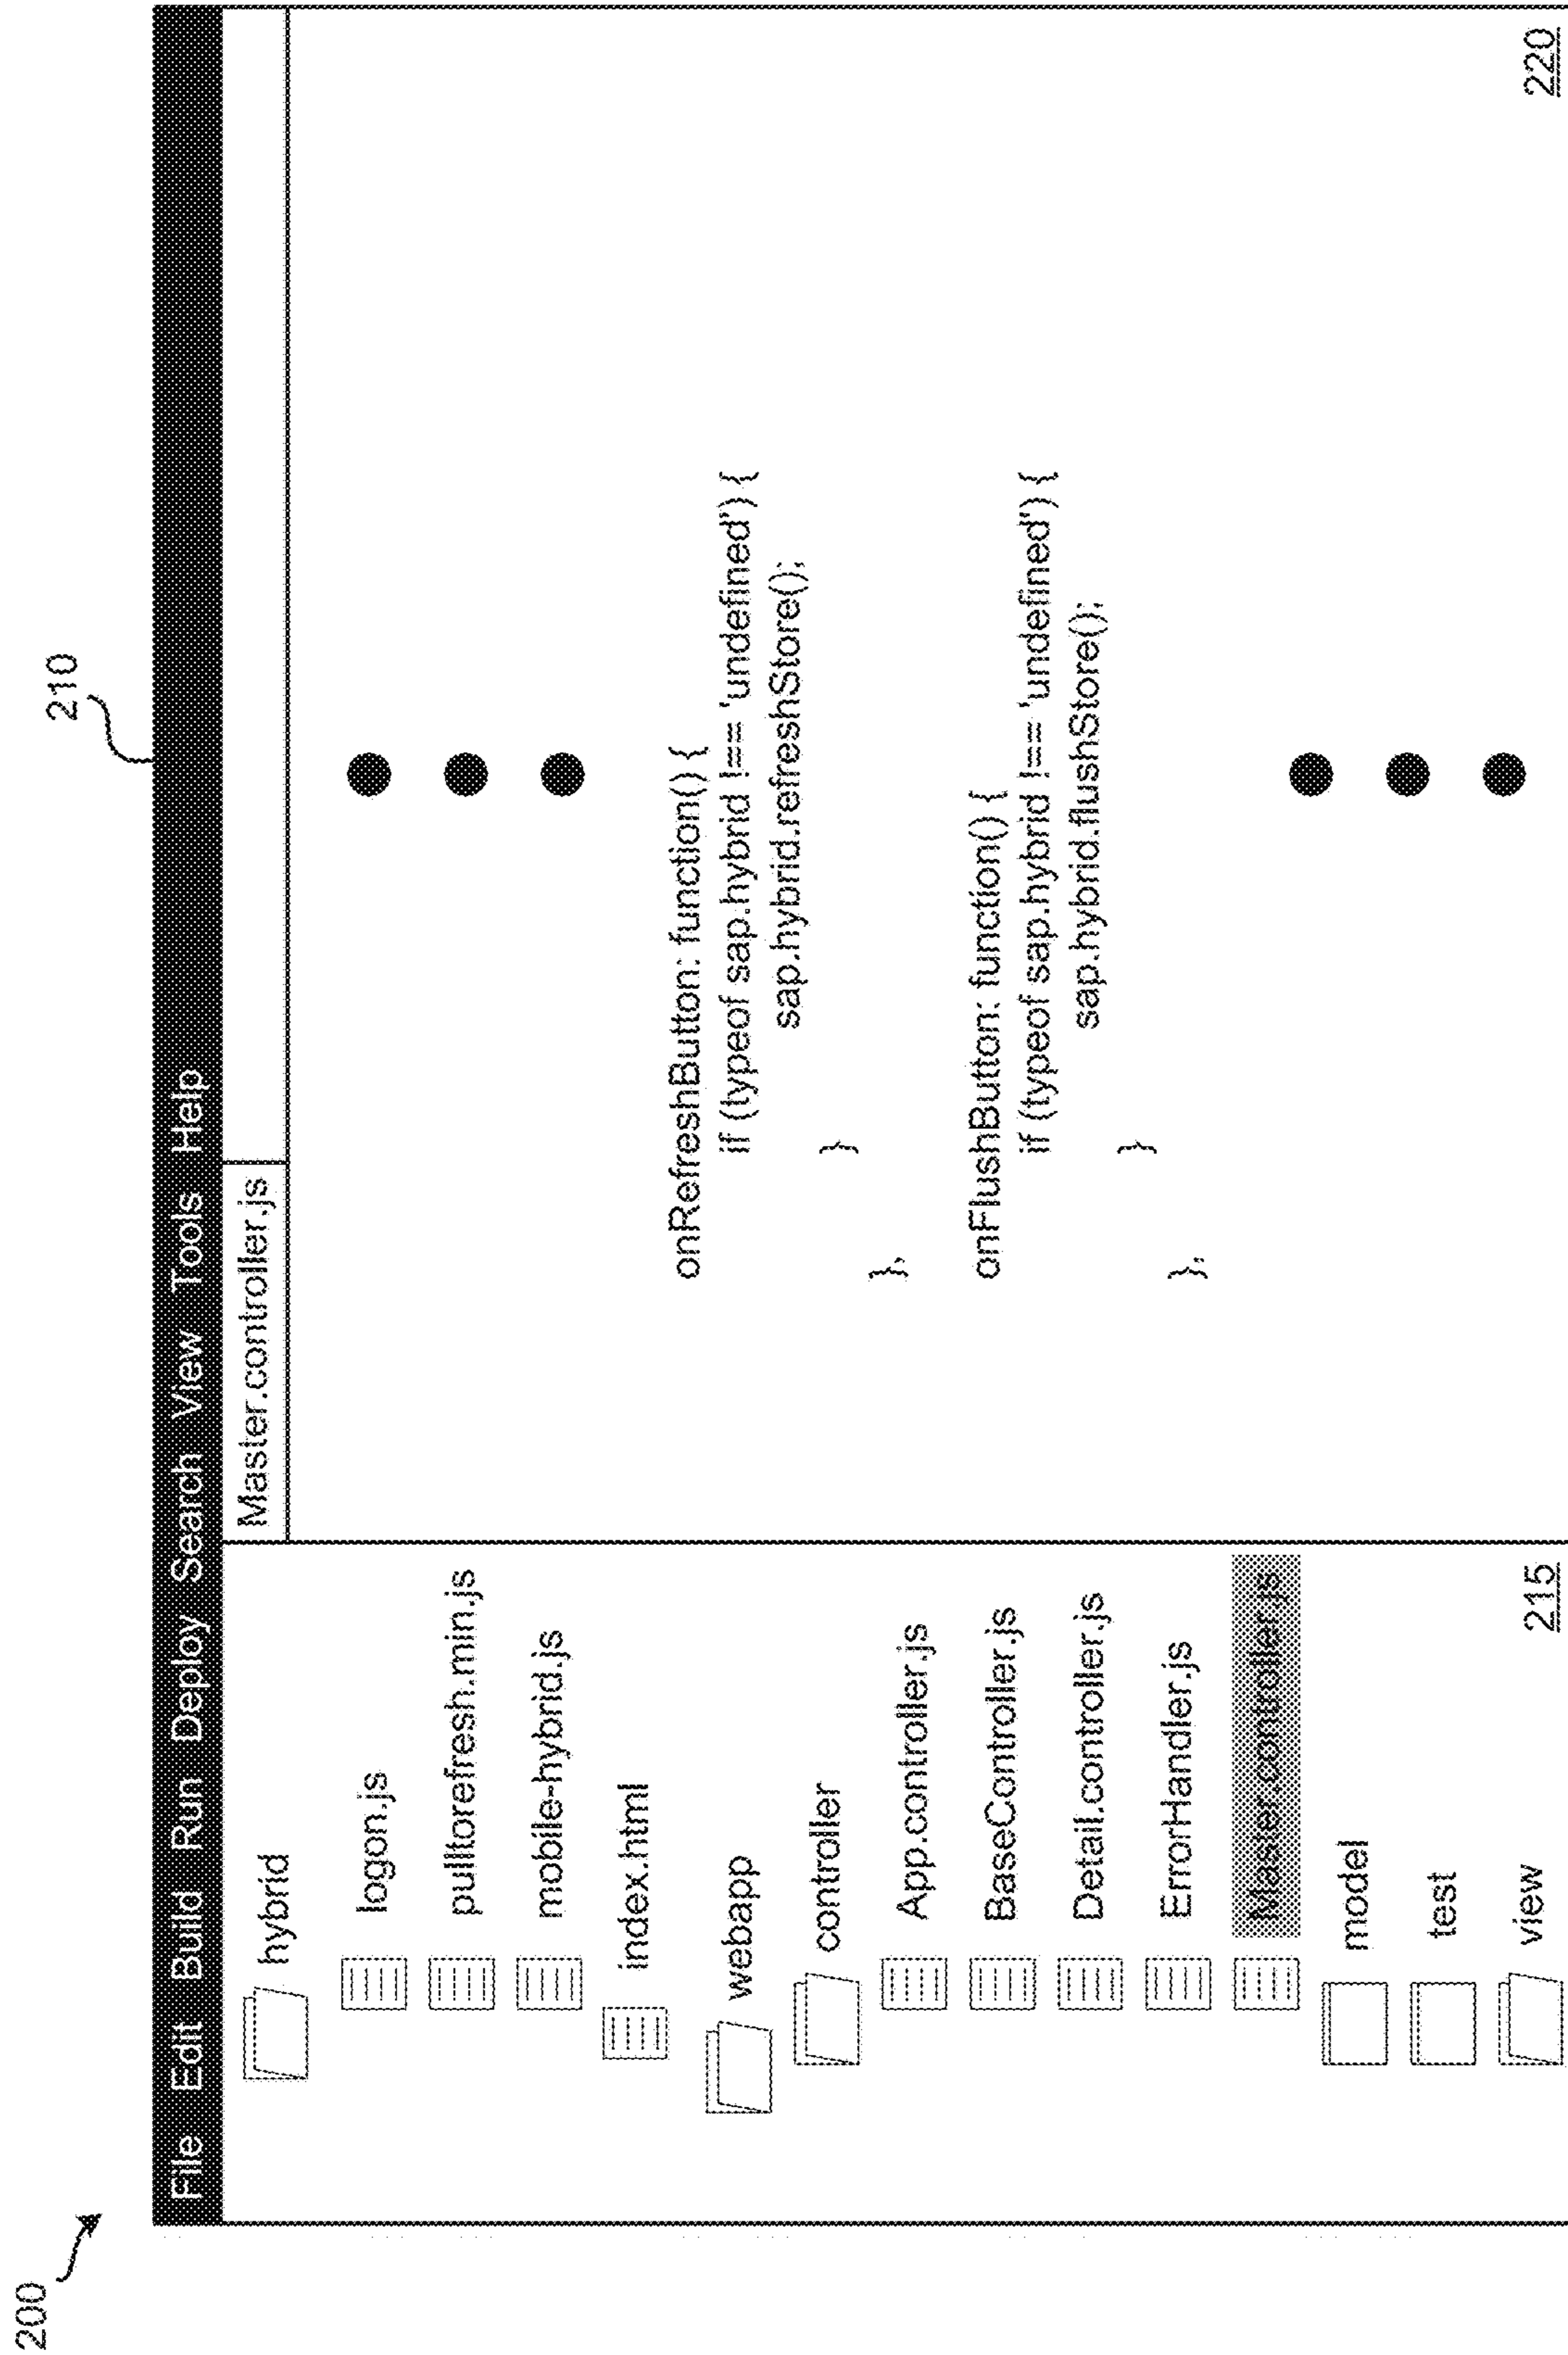 200
210
File Edit Build Run Deploy Search View Tools Help
hybrid
logon.js
pulltorefresh.min.js
mobile-hybrid.js
index.html
webapp
controller
App.controller.js
BaseController.js
Detail.controller.js
ErrorHandler.js
Master.controller.js
model
test
view
215
Master.controller.js
onRefreshButton: function() {
if (typeof sap.hybrid !== 'undefined') {
sap.hybrid.refreshStore();
}
},
onFlushButton: function() {
if (typeof sap.hybrid !== 'undefined') {
sap.hybrid.flushStore();
}
},
220